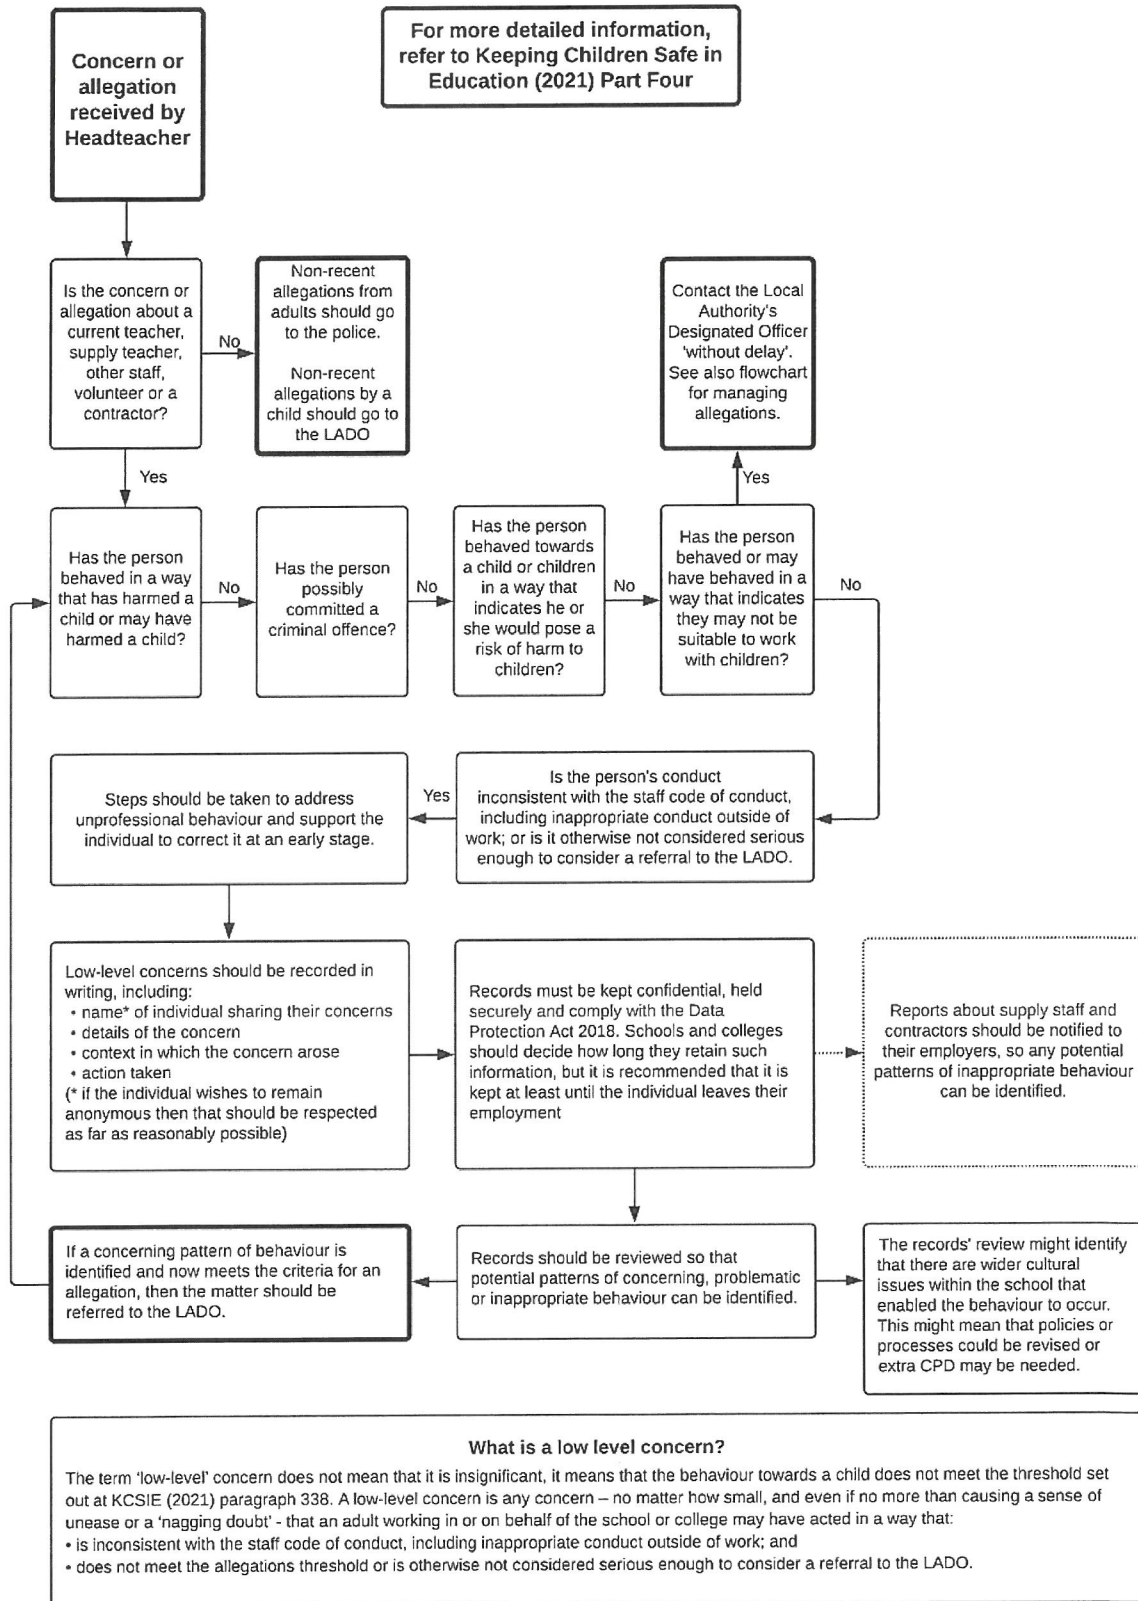 Concern or
allegation
received by
Headteacher
For more detailed information,
refer to Keeping Children Safe in
Education (2021) Part Four
Is the concern or
allegation about a
current teacher,
supply teacher,
other staff,
volunteer or a
contractor?
No
Non-recent
allegations from
adults should go
to the police.
Non-recent
allegations by a
child should go to
the LADO
Contact the Local
Authority's
Designated Officer
'without delay'.
See also flowchart
for managing
allegations.
Yes
Yes
Has the person
behaved in a way
that has harmed a
child or may have
harmed a child?
No
Has the person
possibly
committed a
criminal offence?
No
Has the person
behaved towards
a child or children
in a way that
indicates he or
she would pose a
risk of harm to
children?
No
Has the person
behaved or may
have behaved in a
way that indicates
they may not be
suitable to work
with children?
No
Steps should be taken to address
unprofessional behaviour and support the
individual to correct it at an early stage.
Yes
Is the person's conduct
inconsistent with the staff code of conduct,
including inappropriate conduct outside of
work; or is it otherwise not considered serious
enough to consider a referral to the LADO.
Low-level concerns should be recorded in
writing, including:
• name* of individual sharing their concerns
• details of the concern
• context in which the concern arose
• action taken
(* if the individual wishes to remain
anonymous then that should be respected
as far as reasonably possible)
Records must be kept confidential, held
securely and comply with the Data
Protection Act 2018. Schools and colleges
should decide how long they retain such
information, but it is recommended that it is
kept at least until the individual leaves their
employment
Reports about supply staff and
contractors should be notified to
their employers, so any potential
patterns of inappropriate behaviour
can be identified.
If a concerning pattern of behaviour is
identified and now meets the criteria for an
allegation, then the matter should be
referred to the LADO.
Records should be reviewed so that
potential patterns of concerning, problematic
or inappropriate behaviour can be identified.
The records' review might identify
that there are wider cultural
issues within the school that
enabled the behaviour to occur.
This might mean that policies or
processes could be revised or
extra CPD may be needed.
What is a low level concern?
The term 'low-level' concern does not mean that it is insignificant, it means that the behaviour towards a child does not meet the threshold set
out at KCSIE (2021) paragraph 338. A low-level concern is any concern – no matter how small, and even if no more than causing a sense of
unease or a 'nagging doubt' - that an adult working in or on behalf of the school or college may have acted in a way that:
• is inconsistent with the staff code of conduct, including inappropriate conduct outside of work; and
• does not meet the allegations threshold or is otherwise not considered serious enough to consider a referral to the LADO.